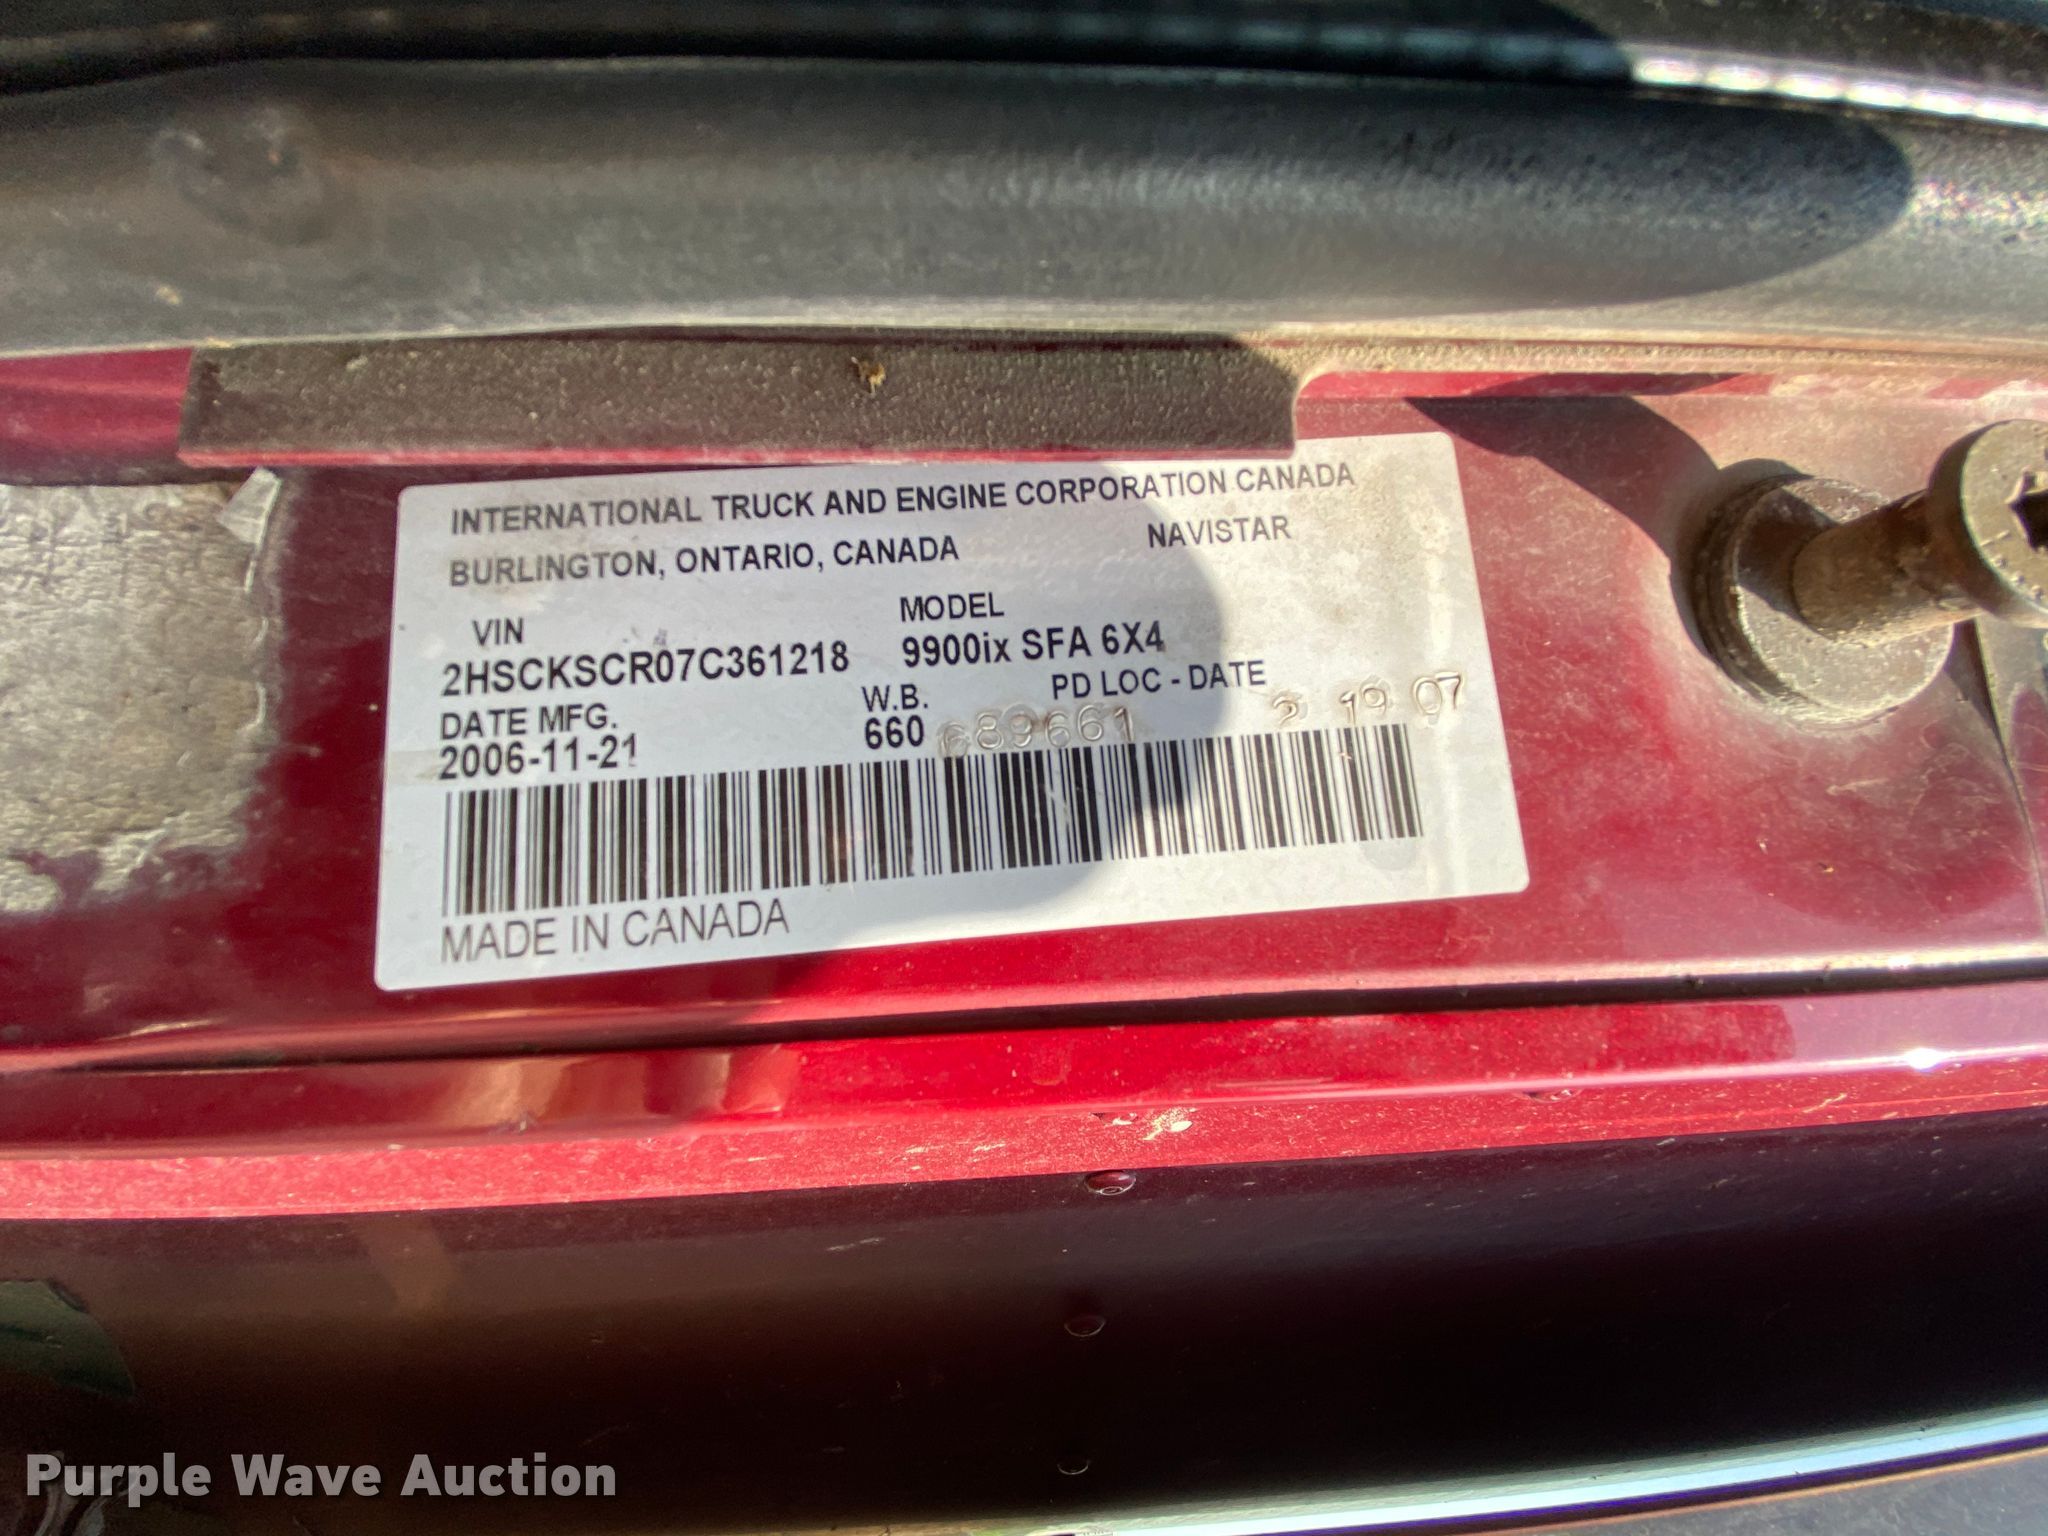 INTERNATIONAL TRUCK AND ENGINE CORPORATION CANADA
BURLINGTON, ONTARIO, CANADA NAVISTAR
VIN MODEL
2HSCKSCR07C361218 9900ix SFA 6X4
DATE MFG. W.B. PD LOC - DATE
2006-11-21 660 689661 2 19 07
MADE IN CANADA
Purple Wave Auction